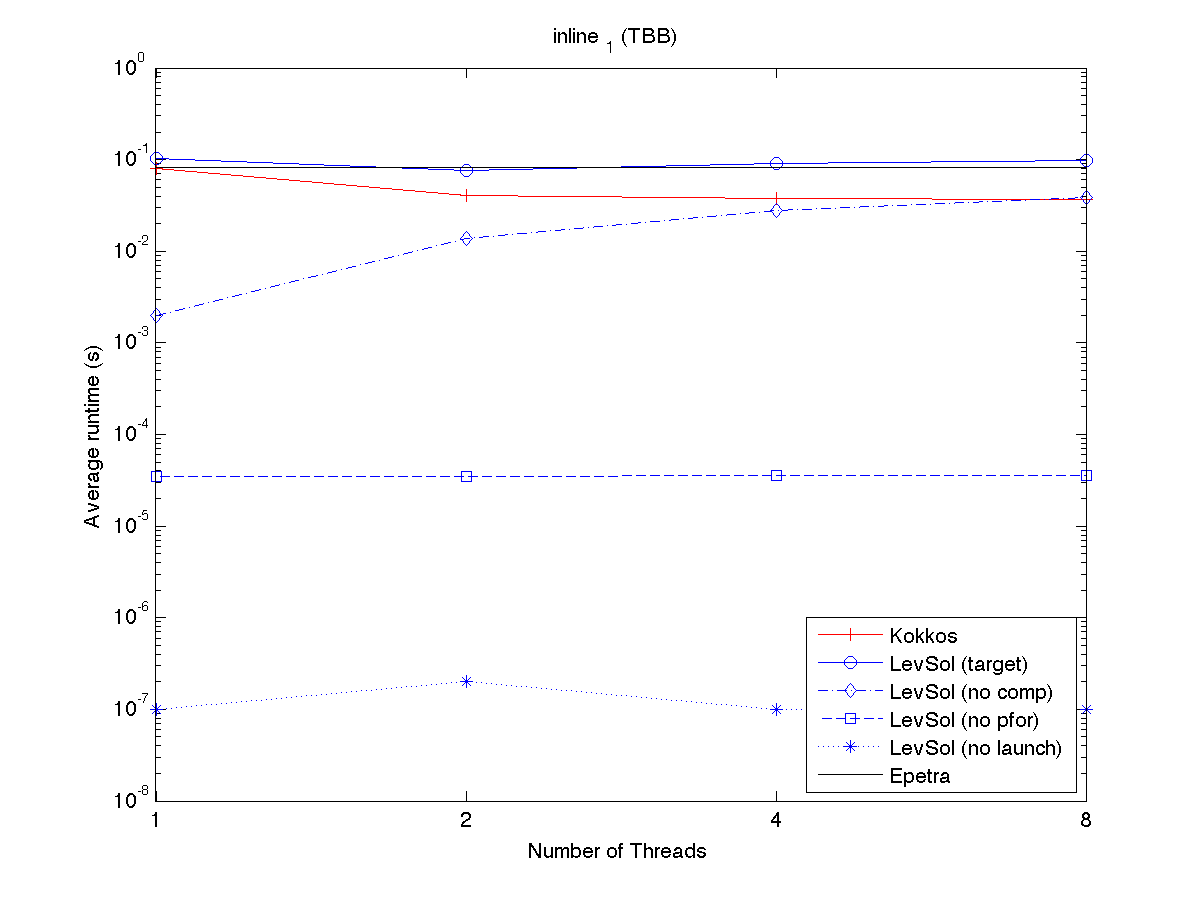 inline 1 (TBB)
10^0
10^-1
10^-2
10^-3
10^-4
10^-5
10^-6
10^-7
10^-8
Average runtime (s)
1 2 4 8
Number of Threads
Kokkos
LevSol (target)
LevSol (no comp)
LevSol (no pfor)
LevSol (no launch)
Epetra